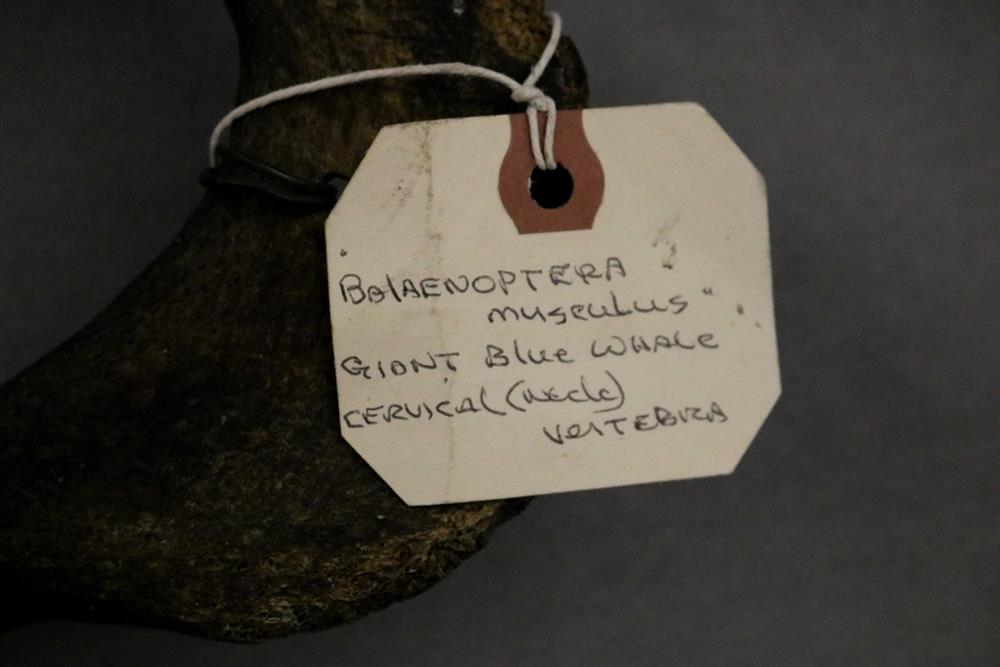 "BAlAENOPTERA
musculus"
GIANT Blue WHALE
CERVICAL (Neck)
VERTEBRA